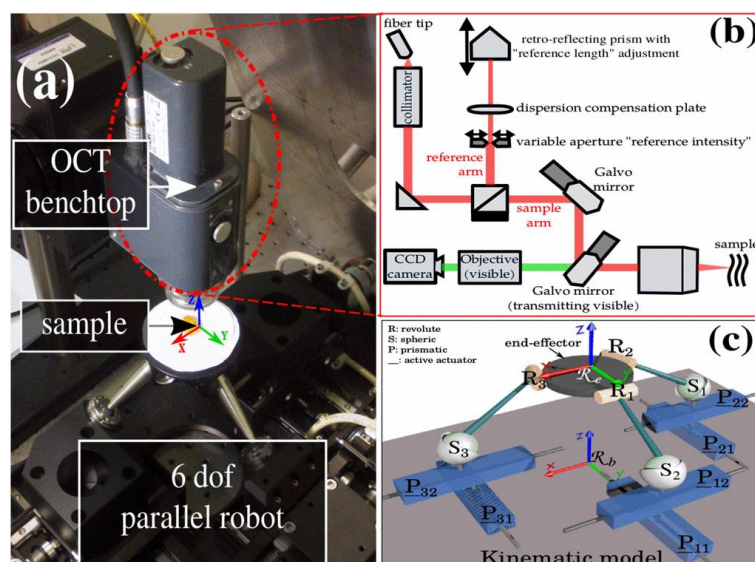 (a)
OCT
benchtop
sample
Z
X
Y
6 dof
parallel robot
(b)
fiber tip
retro-reflecting prism with
"reference length" adjustment
collimator
dispersion compensation plate
variable aperture "reference intensity"
reference
arm
Galvo
mirror
sample
arm
CCD
camera
Objective
(visible)
sample
Galvo mirror
(transmitting visible)
(c)
R: revolute
S: spheric
P: prismatic
_: active actuator
end-effector
Z
R2
R3
Re
Y
R1
S1
P22
P21
S3
Z
Rb
X
Y
S2
P12
P32
P31
P11
Kinematic model